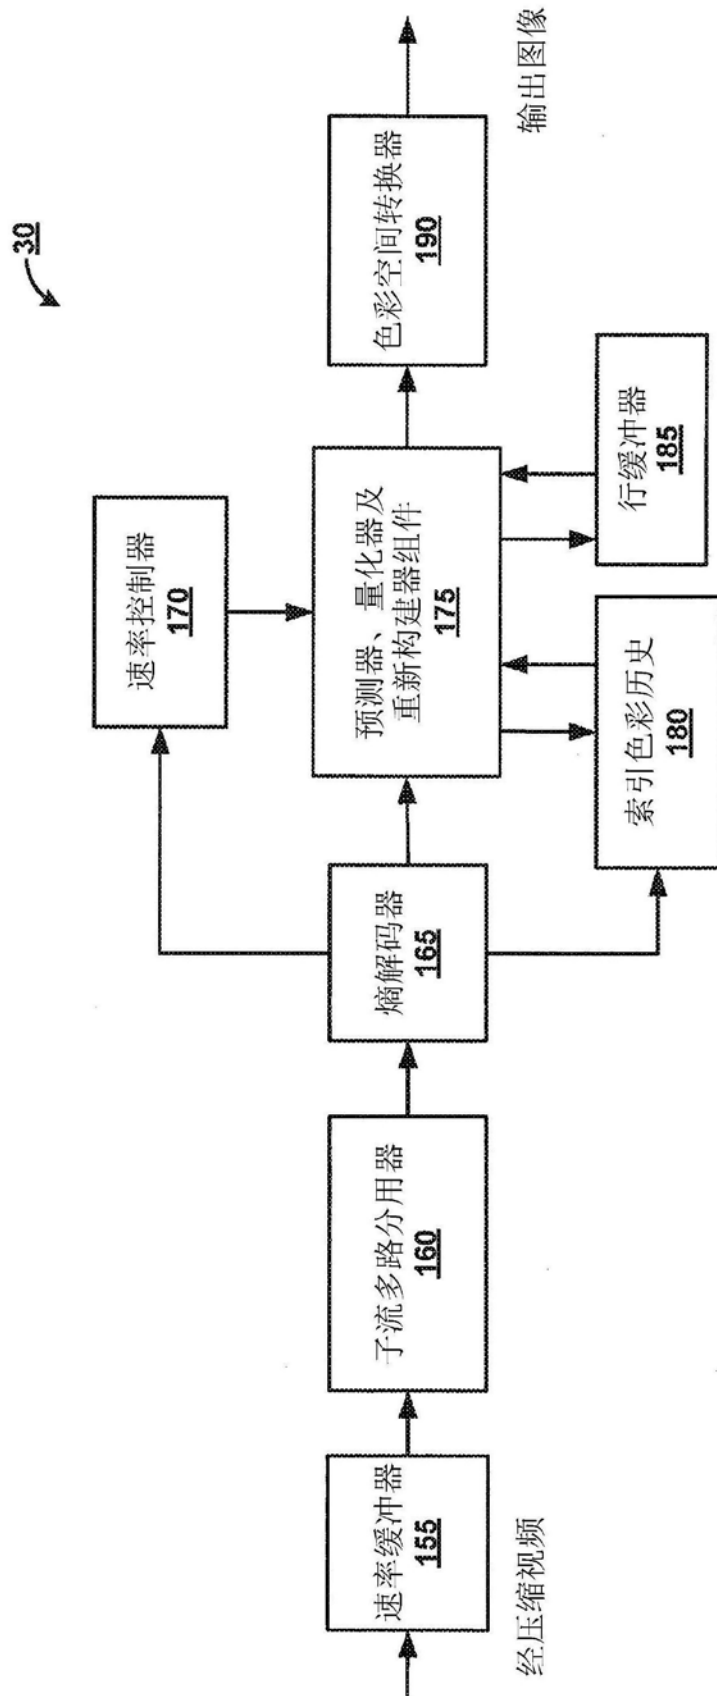 30
经压缩视频
速率缓冲器
155
子流多路分用器
160
熵解码器
165
速率控制器
170
预测器、量化器及
重新构建器组件
175
索引色彩历史
180
行缓冲器
185
色彩空间转换器
190
输出图像